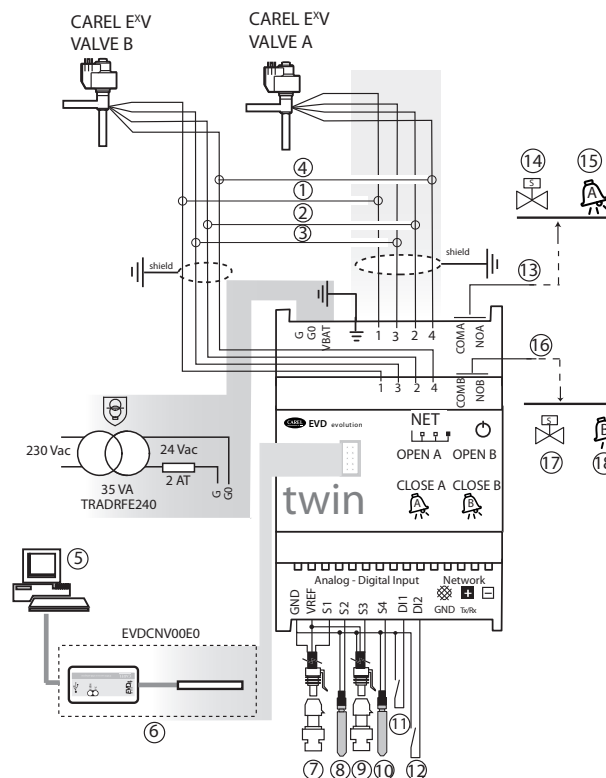 CAREL EXV
VALVE B
CAREL EXV
VALVE A
14
15
S
A
4
1
2
3
shield
shield
13
G
G0
VBAT
1
3
2
4
COMA
NOA
16
1
3
2
4
COMB
NOB
CAREL EVD evolution
NET
OPEN A
OPEN B
S
B
17
18
230 Vac
24 Vac
2 AT
35 VA
TRADRFE240
G
G0
twin
CLOSE A
CLOSE B
A
B
5
Analog - Digital Input
Network
GND
VREF
S1
S2
S3
S4
DI1
DI2
GND
Tx/Rx
EVDCNV00E0
6
11
7
8
9
10
12